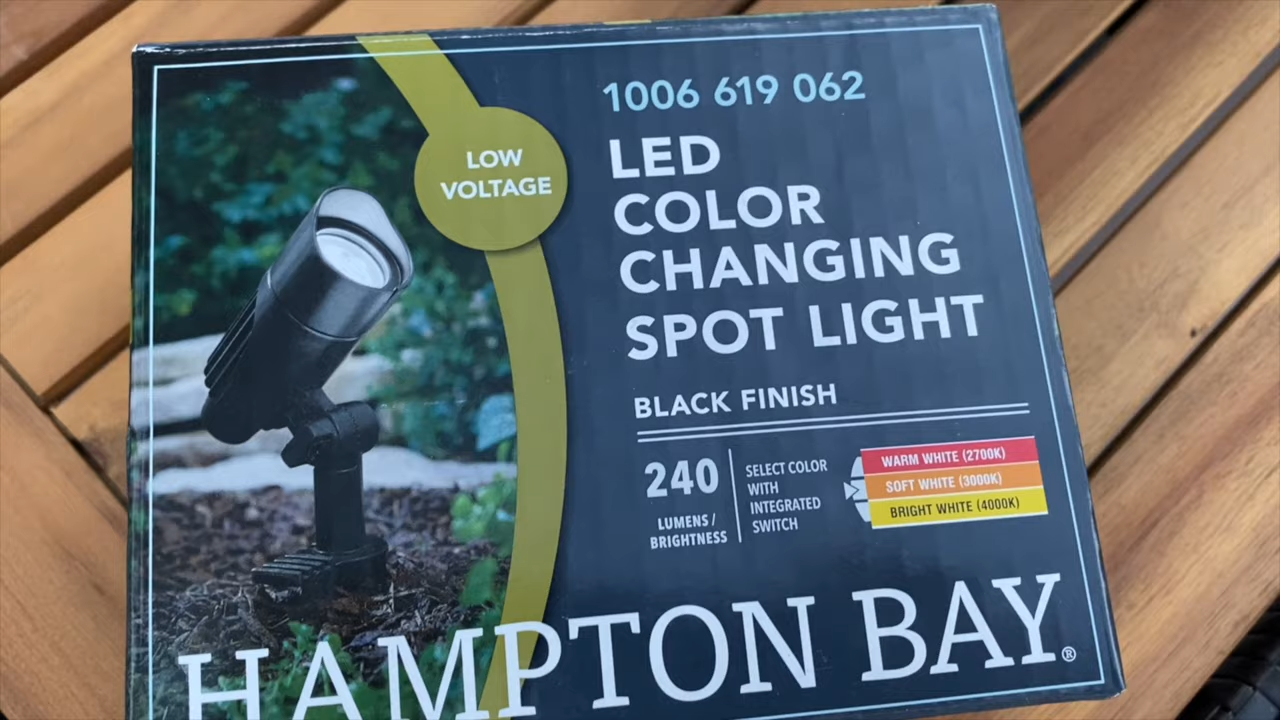 1006 619 062
LOW
VOLTAGE
LED
COLOR
CHANGING
SPOT LIGHT
BLACK FINISH
240
LUMENS /
BRIGHTNESS
SELECT COLOR
WITH
INTEGRATED
SWITCH
WARM WHITE (2700K)
SOFT WHITE (3000K)
BRIGHT WHITE (4000K)
HAMPTON BAY®